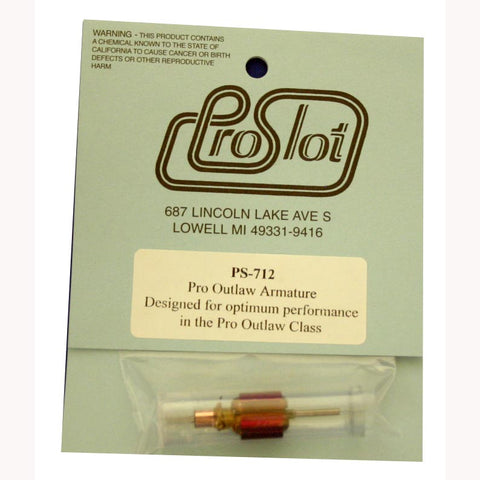 WARNING - THIS PRODUCT CONTAINS
A CHEMICAL KNOWN TO THE STATE OF
CALIFORNIA TO CAUSE CANCER OR BIRTH
DEFECTS OR OTHER REPRODUCTIVE
HARM
ProSlot
687 LINCOLN LAKE AVE S
LOWELL MI 49331-9416
PS-712
Pro Outlaw Armature
Designed for optimum performance
in the Pro Outlaw Class